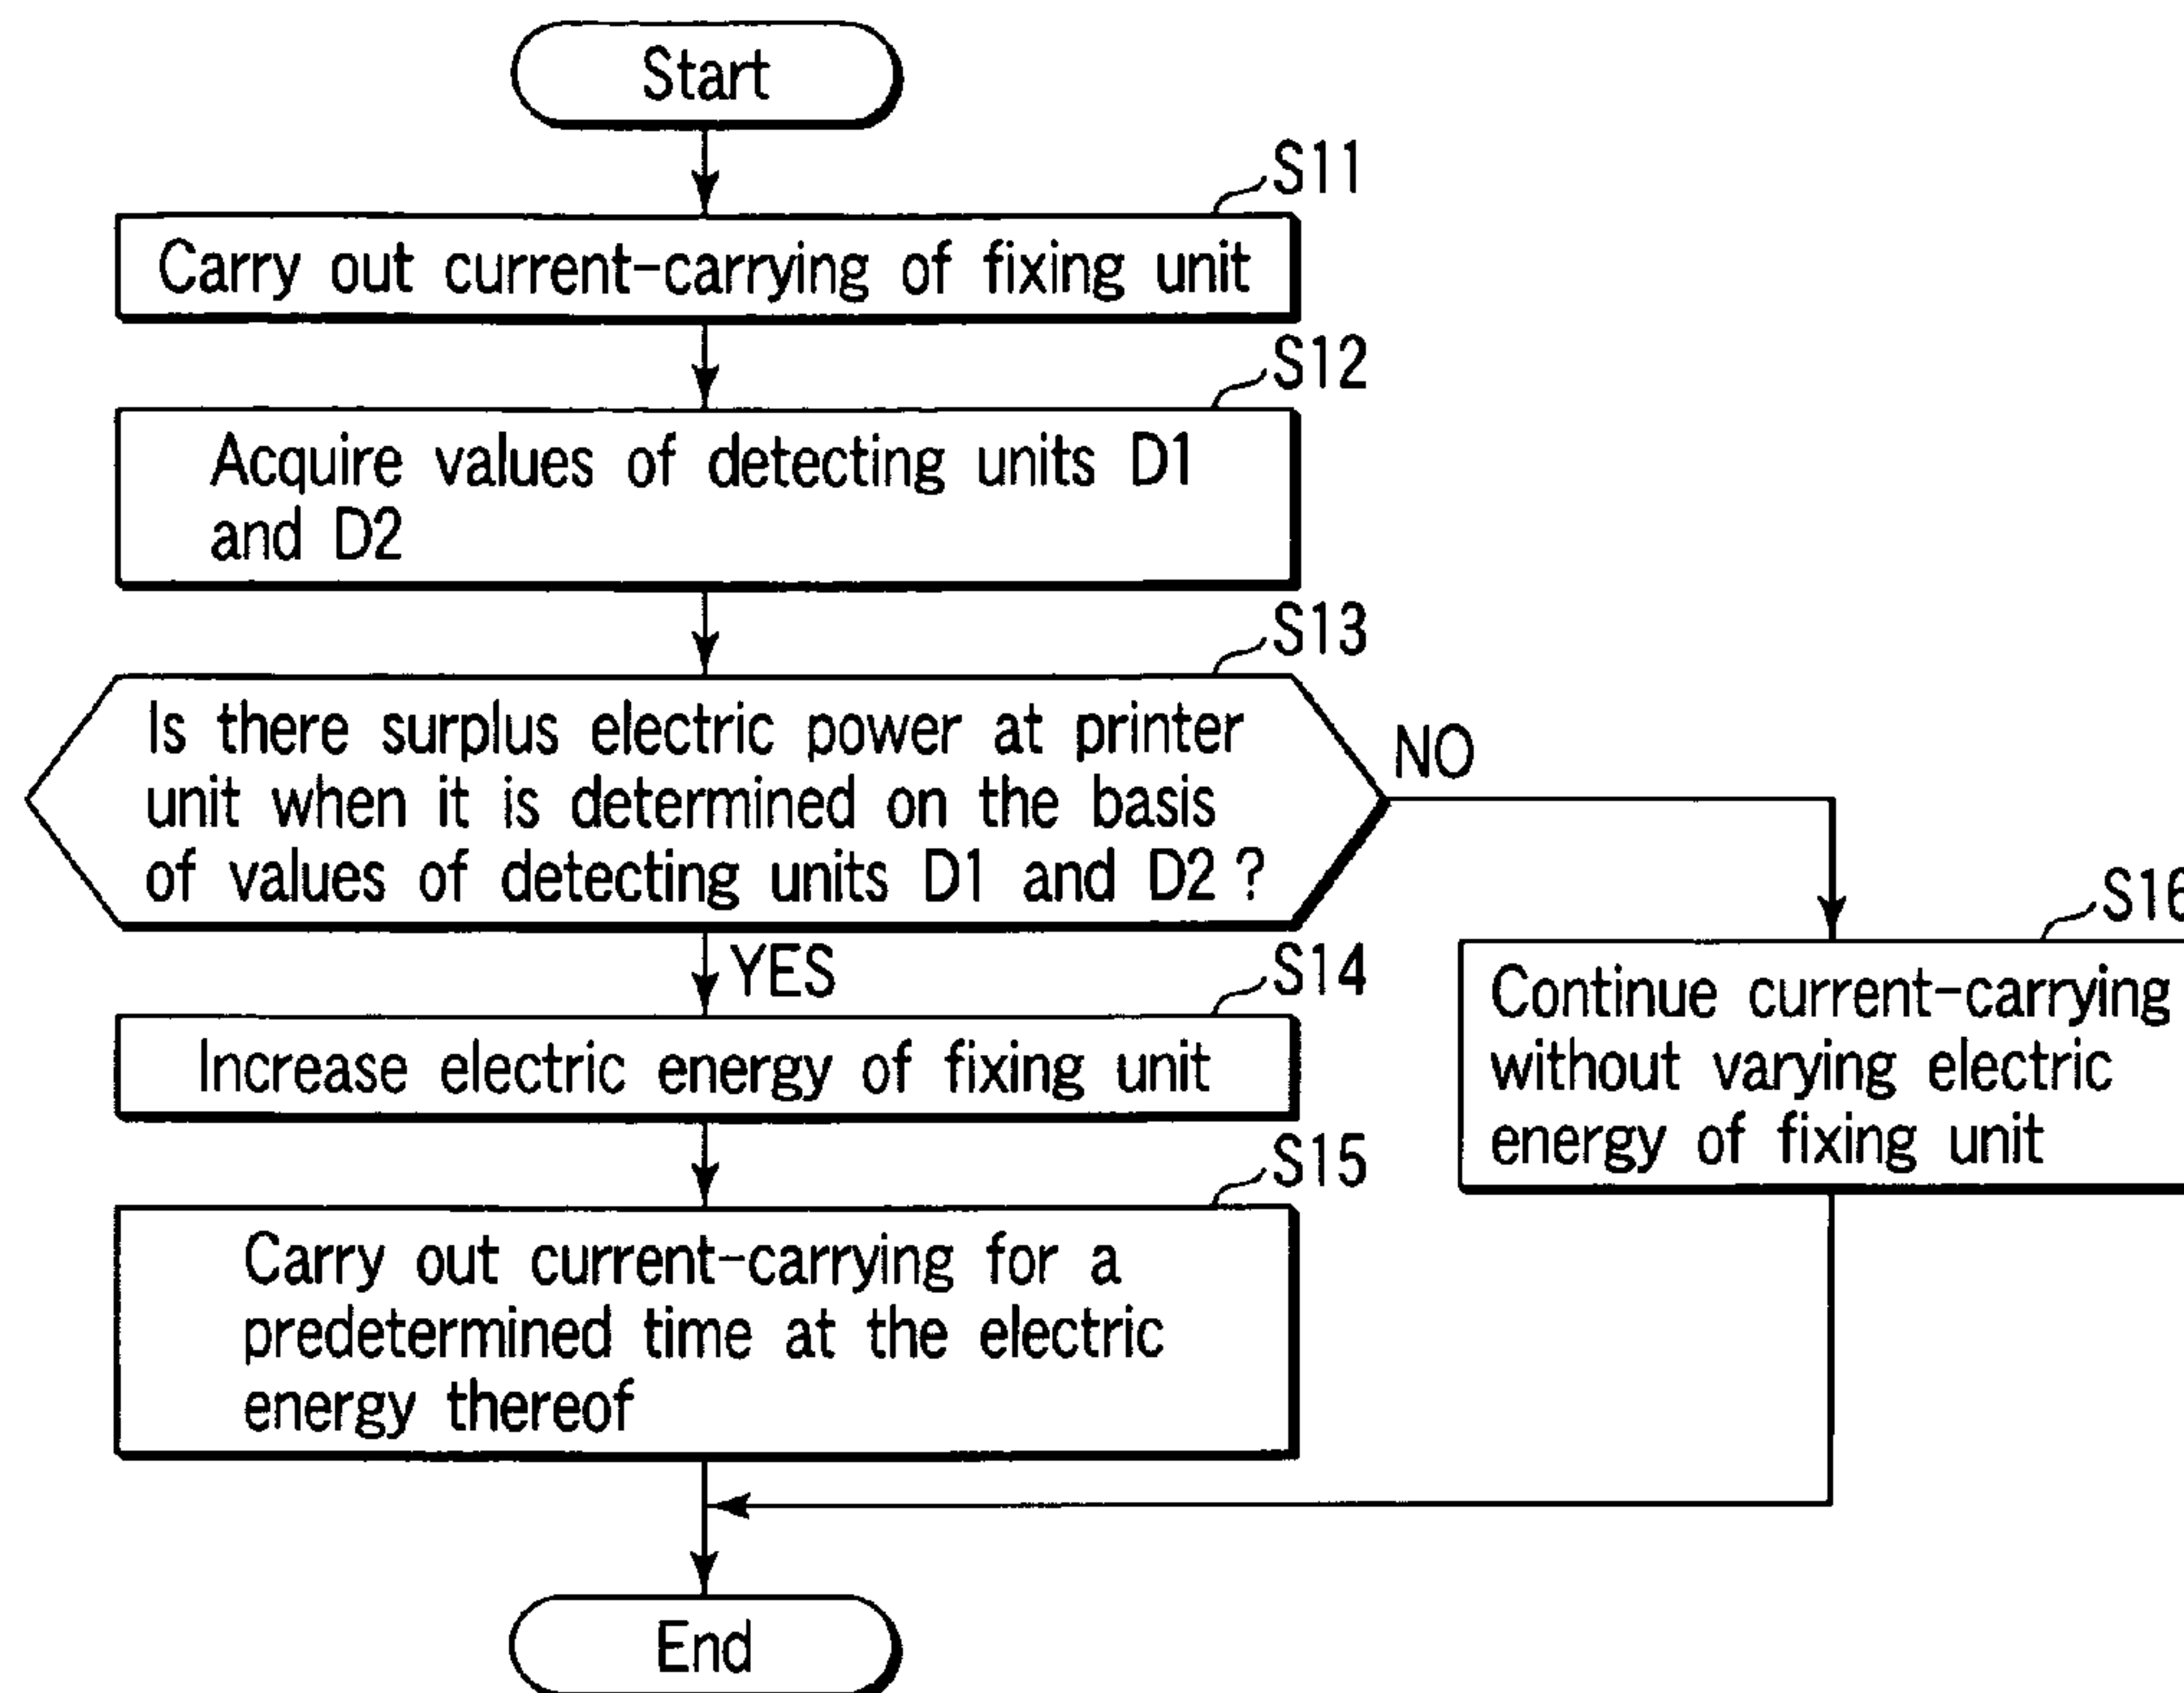 Start
S11
Carry out current-carrying of fixing unit
S12
Acquire values of detecting units D1
and D2
S13
Is there surplus electric power at printer
unit when it is determined on the basis
of values of detecting units D1 and D2 ?
NO
YES
S14
Increase electric energy of fixing unit
S15
Carry out current-carrying for a
predetermined time at the electric
energy thereof
S16
Continue current-carrying
without varying electric
energy of fixing unit
End